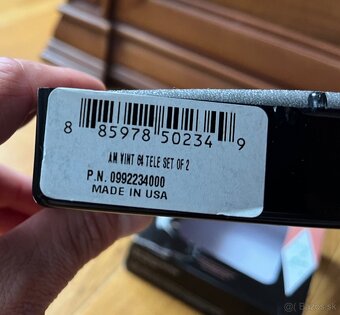 8 85978 50234 9
AM VINT 64 TELE SET OF 2
P.N. 0992234000
MADE IN USA
@( Bazos.sk